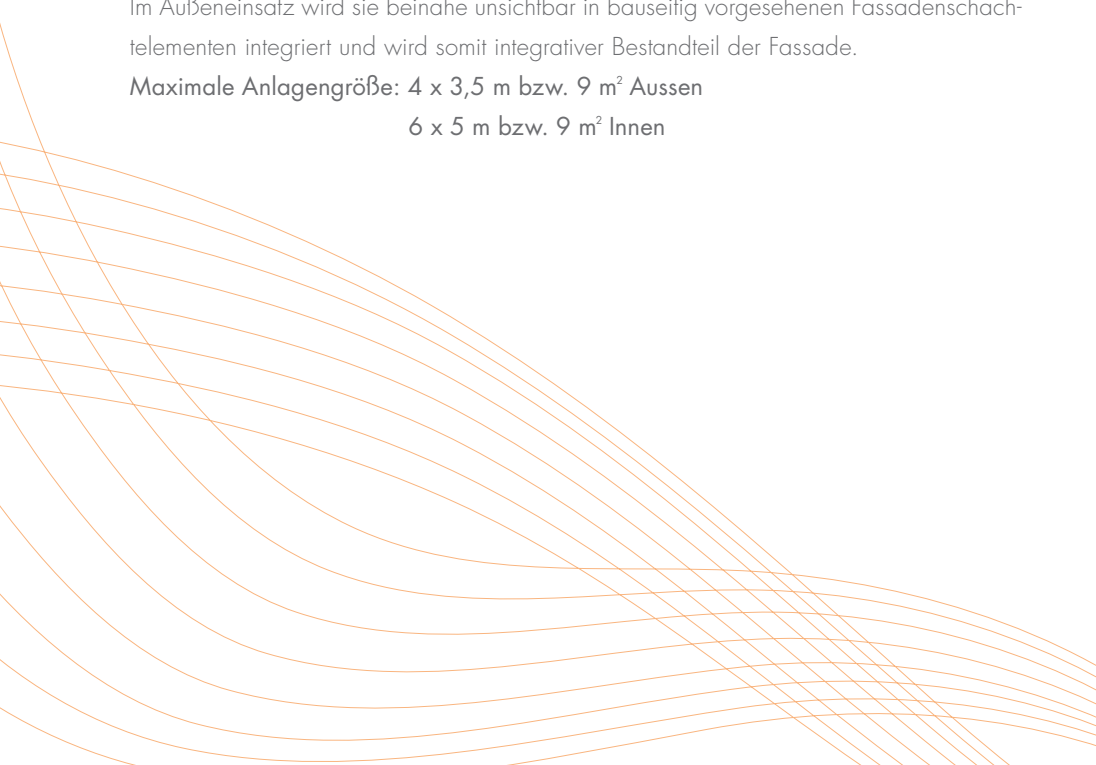 Im Außeneinsatz wird sie beinahe unsichtbar in bauseitig vorgesehenen Fassadenschach-
telementen integriert und wird somit integrativer Bestandteil der Fassade.
Maximale Anlagengröße: 4 x 3,5 m bzw. 9 m² Aussen
6 x 5 m bzw. 9 m² Innen